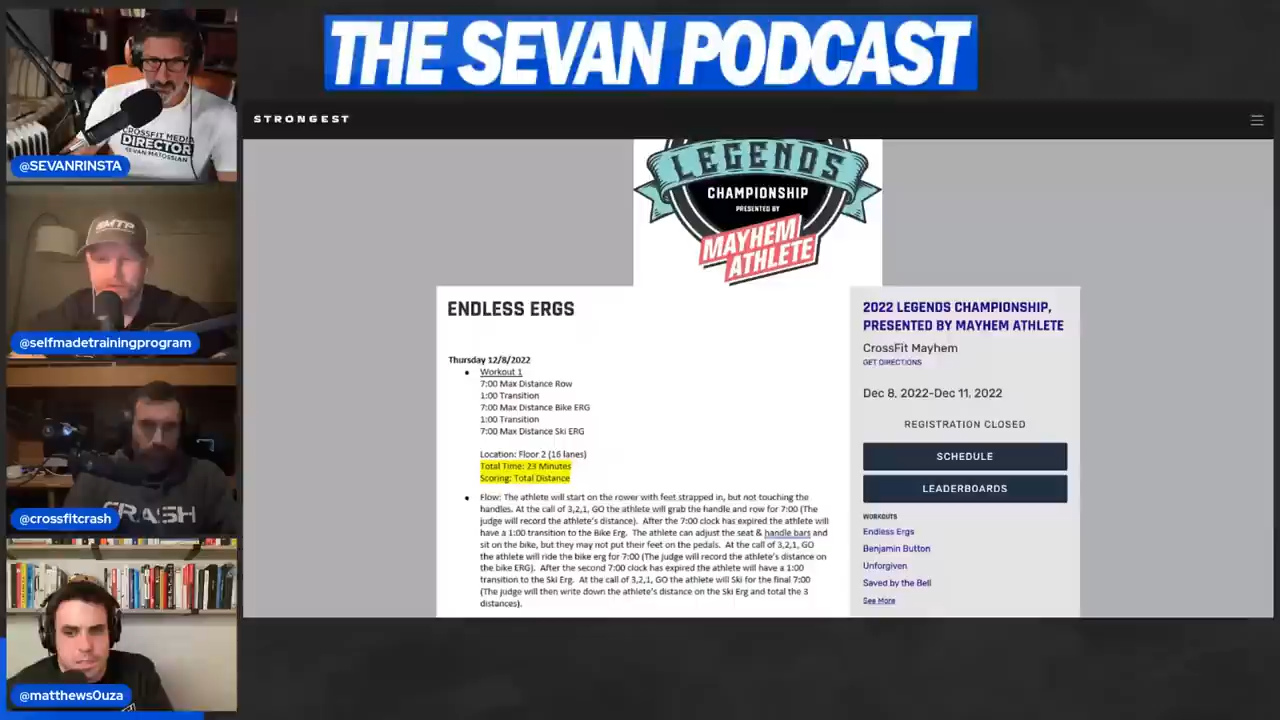 THE SEVAN PODCAST
CROSSFIT MEDIA
DIRECTOR
SEVAN MATOSSIAN
@SEVANRINSTA
SMTP
@selfmadetrainingprogram
CRASH
@crossfitcrash
@matthews0uza
STRONGEST
LEGENDS
CHAMPIONSHIP
PRESENTED BY
MAYHEM
ATHLETE
ENDLESS ERGS
Thursday 12/8/2022
Workout 1
7:00 Max Distance Row
1:00 Transition
7:00 Max Distance Bike ERG
1:00 Transition
7:00 Max Distance Ski ERG
Location: Floor 2 (16 lanes)
Total Time: 23 Minutes
Scoring: Total Distance
Flow: The athlete will start on the rower with feet strapped in, but not touching the
handles. At the call of 3,2,1, GO the athlete will grab the handle and row for 7:00 (The
judge will record the athlete's distance). After the 7:00 clock has expired the athlete will
have a 1:00 transition to the Bike Erg. The athlete can adjust the seat & handle bars and
sit on the bike, but they may not put their feet on the pedals. At the call of 3,2,1, GO
the athlete will ride the bike erg for 7:00 (The judge will record the athlete's distance on
the bike ERG). After the second 7:00 clock has expired the athlete will have a 1:00
transition to the Ski Erg. At the call of 3,2,1, GO the athlete will Ski for the final 7:00
(The judge will then write down the athlete's distance on the Ski Erg and total the 3
distances).
2022 LEGENDS CHAMPIONSHIP,
PRESENTED BY MAYHEM ATHLETE
CrossFit Mayhem
GET DIRECTIONS
Dec 8, 2022-Dec 11, 2022
REGISTRATION CLOSED
SCHEDULE
LEADERBOARDS
WORKOUTS
Endless Ergs
Benjamin Button
Unforgiven
Saved by the Bell
See More